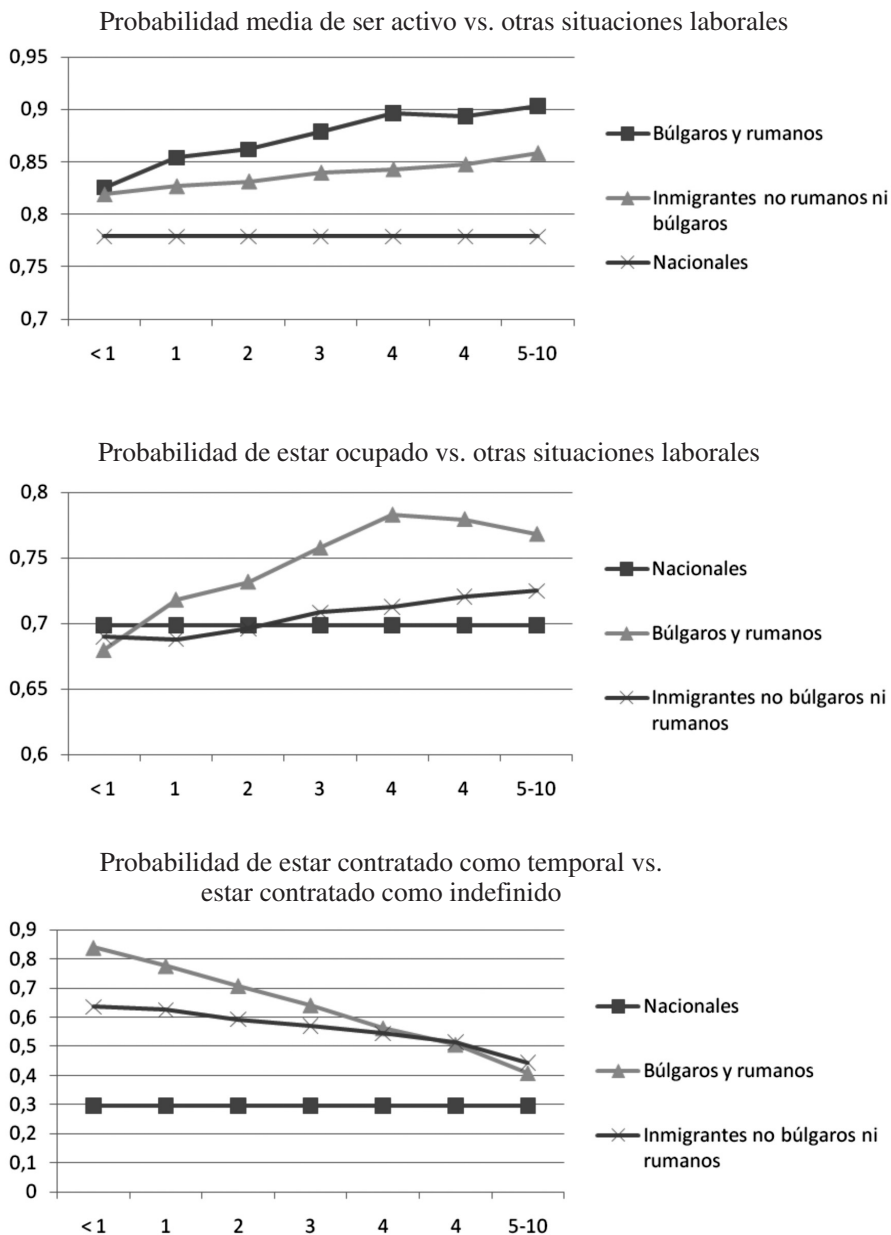 Probabilidad media de ser activo vs. otras situaciones laborales
0,95
0,9
0,85
0,8
0,75
0,7
< 1 1 2 3 4 4 5-10
Búlgaros y rumanos
Inmigrantes no rumanos ni
búlgaros
Nacionales
Probabilidad de estar ocupado vs. otras situaciones laborales
0,8
0,75
0,7
0,65
0,6
< 1 1 2 3 4 4 5-10
Nacionales
Búlgaros y rumanos
Inmigrantes no búlgaros ni
rumanos
Probabilidad de estar contratado como temporal vs.
estar contratado como indefinido
0,9
0,8
0,7
0,6
0,5
0,4
0,3
0,2
0,1
0
< 1 1 2 3 4 4 5-10
Nacionales
Búlgaros y rumanos
Inmigrantes no búlgaros ni
rumanos